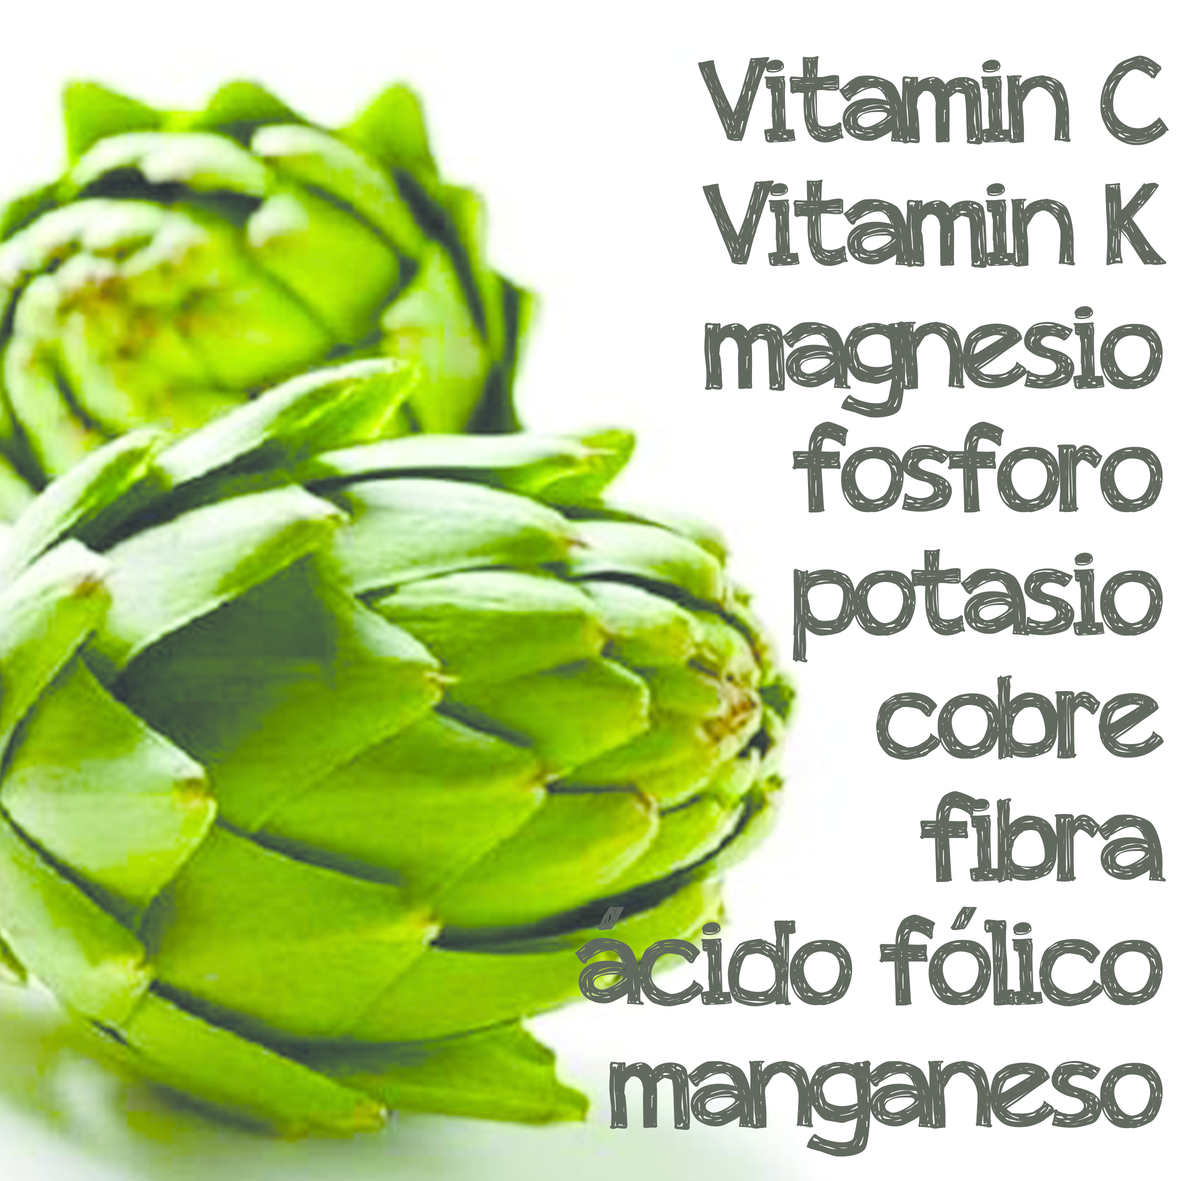 Vitamin C
Vitamin K
magnesio
fosforo
potasio
cobre
fibra
ácido fólico
manganeso